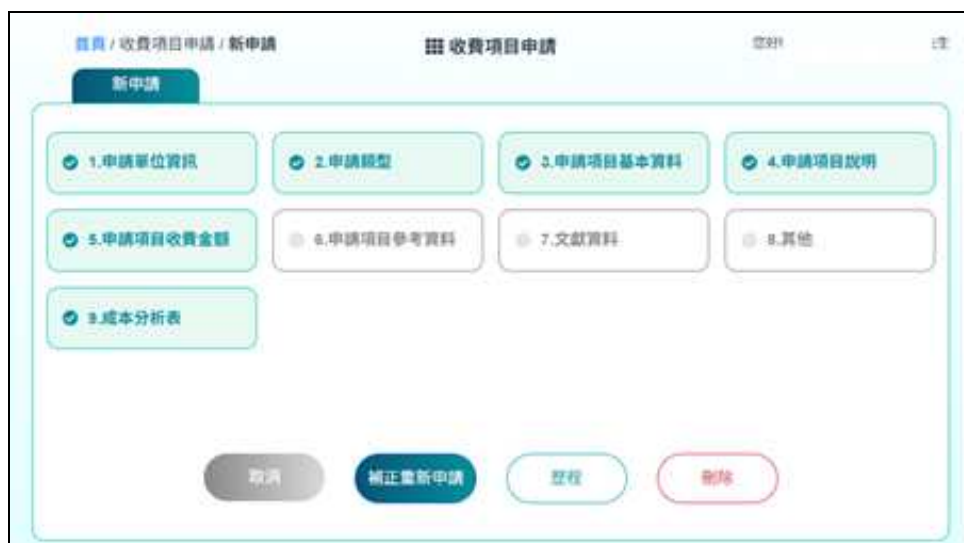 首頁 / 收費項目申請 / 新申請
收費項目申請
您好!
新申請
1.申請單位資訊
2.申請類型
3.申請項目基本資料
4.申請項目說明
5.申請項目收費金額
6.申請項目參考資料
7.文獻資料
8.其他
9.成本分析表
取消
補正重新申請
歷程
刪除